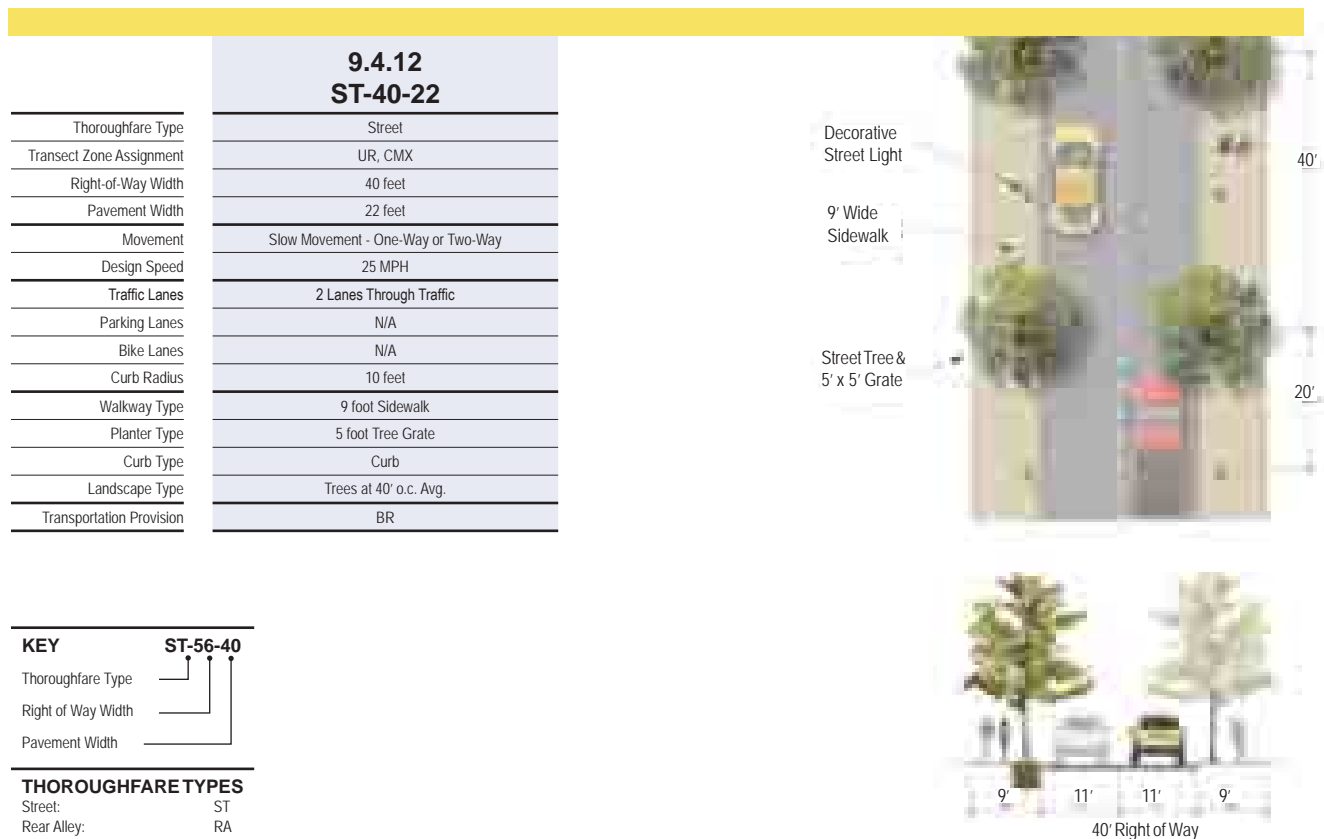 9.4.12
ST-40-22
Thoroughfare Type Street
Transect Zone Assignment UR, CMX
Right-of-Way Width 40 feet
Pavement Width 22 feet
Movement Slow Movement - One-Way or Two-Way
Design Speed 25 MPH
Traffic Lanes 2 Lanes Through Traffic
Parking Lanes N/A
Bike Lanes N/A
Curb Radius 10 feet
Walkway Type 9 foot Sidewalk
Planter Type 5 foot Tree Grate
Curb Type Curb
Landscape Type Trees at 40' o.c. Avg.
Transportation Provision BR
KEY ST-56-40
Thoroughfare Type
Right of Way Width
Pavement Width
THOROUGHFARE TYPES
Street: ST
Rear Alley: RA
Decorative
Street Light
40'
9' Wide
Sidewalk
Street Tree &
5' x 5' Grate
20'
9' 11' 11' 9'
40' Right of Way